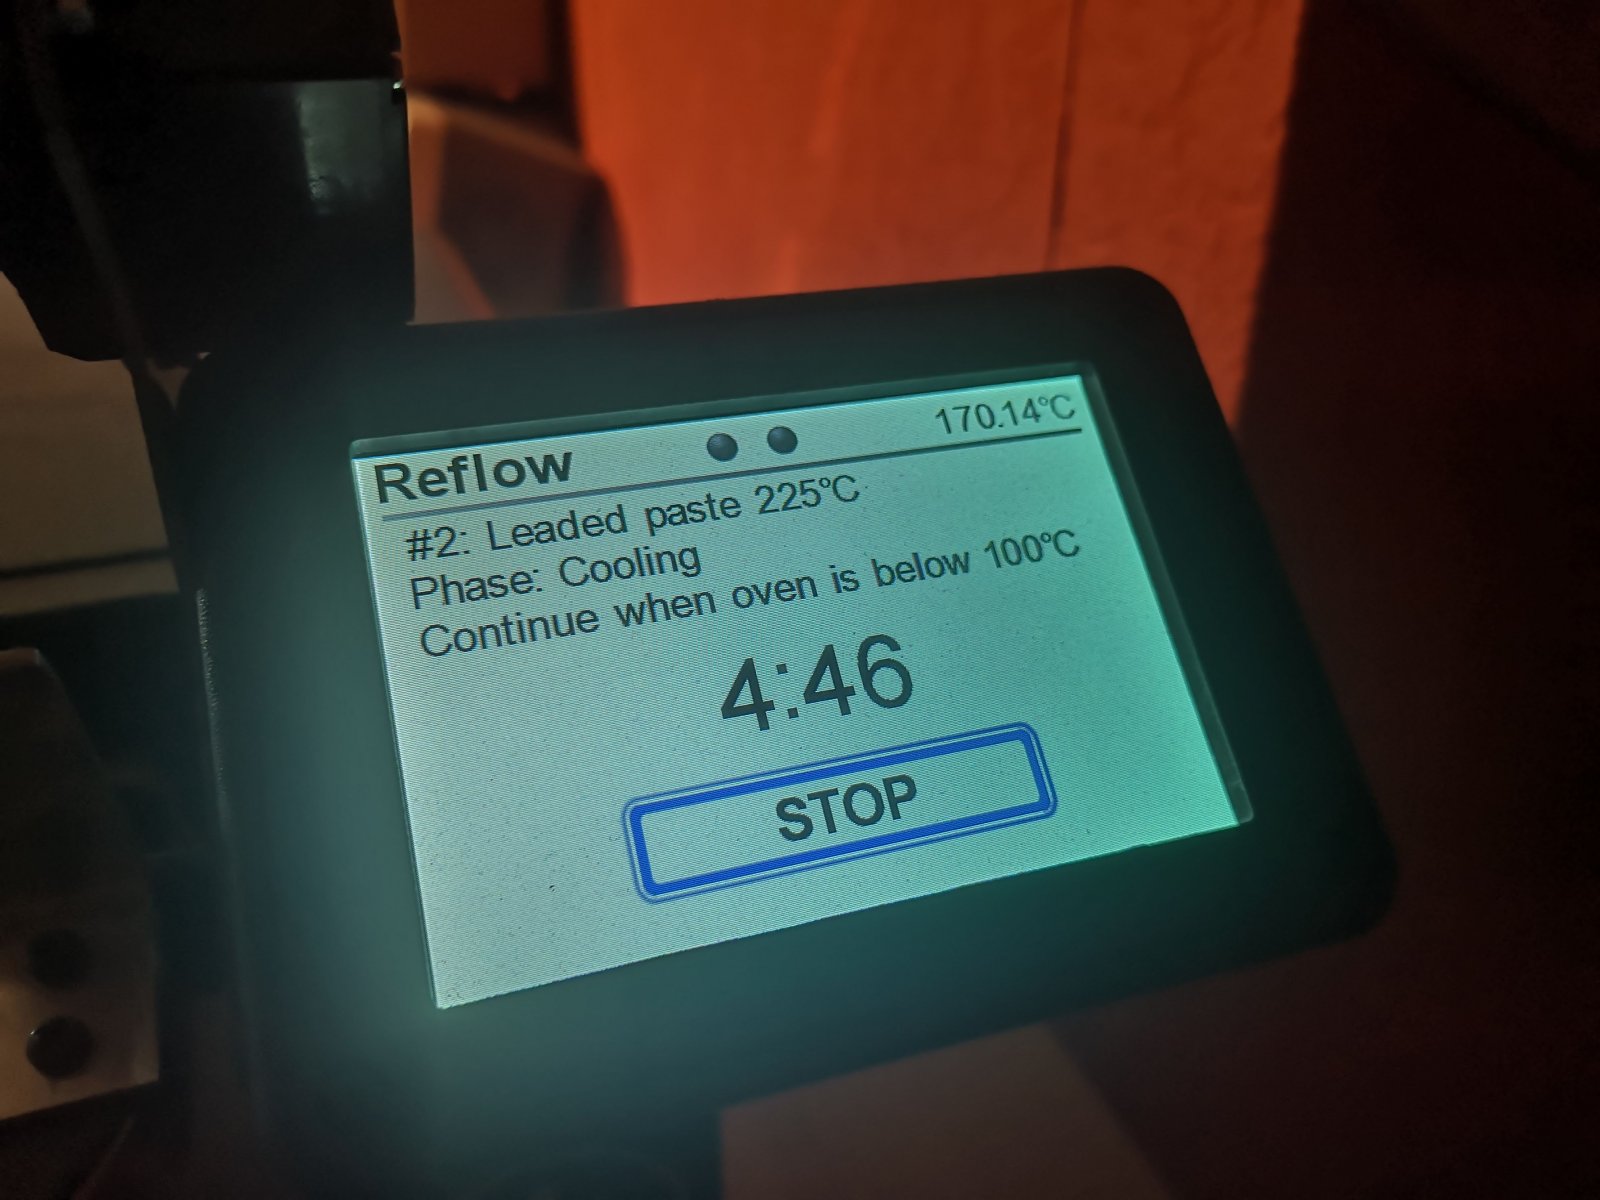 Reflow 170.14°C
#2: Leaded paste 225°C
Phase: Cooling
Continue when oven is below 100°C
4:46
STOP